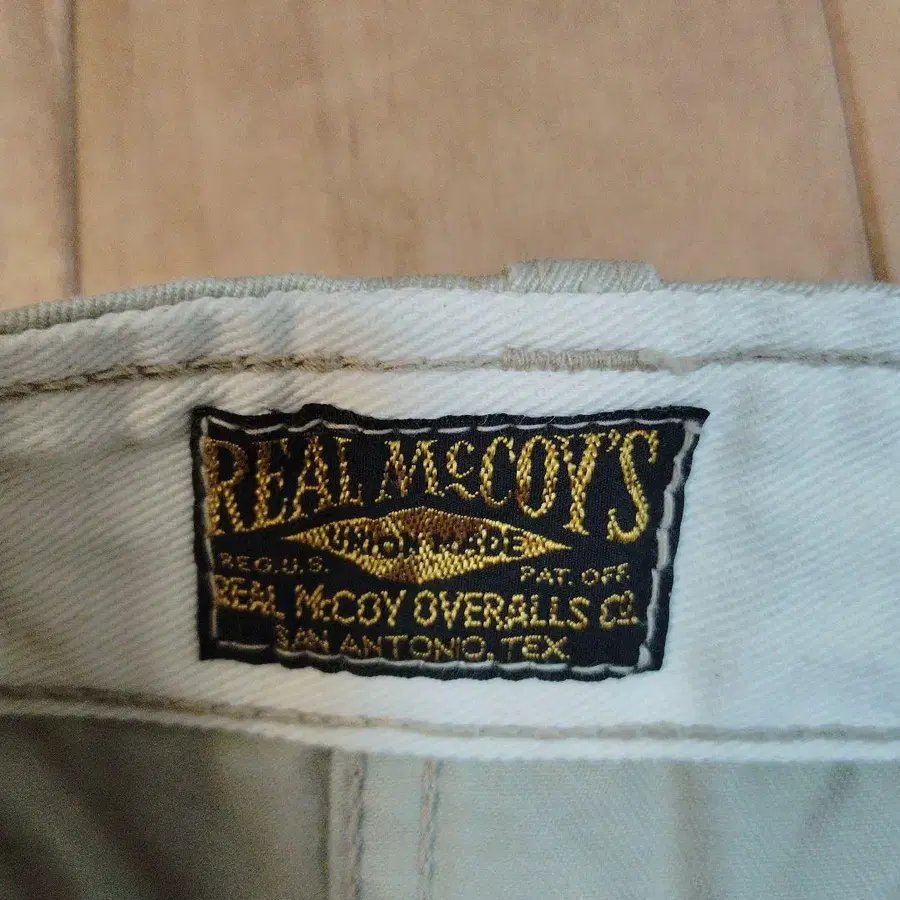 REAL McCOY'S
UNION MADE
REG. U.S. PAT. OFF.
REAL McCOY OVERALLS Co.
SAN ANTONIO, TEX.